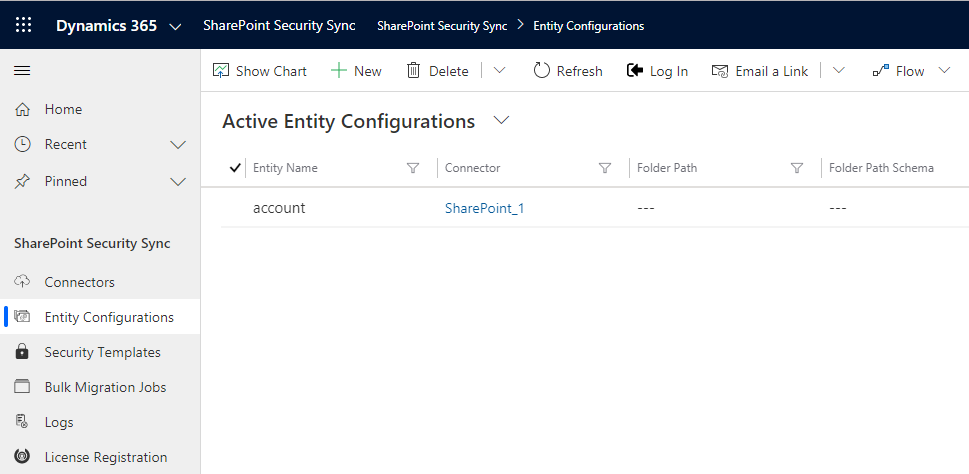 Dynamics 365 SharePoint Security Sync SharePoint Security Sync > Entity Configurations
Show Chart New Delete Refresh Log In Email a Link Flow
Home
Recent
Pinned
SharePoint Security Sync
Connectors
Entity Configurations
Security Templates
Bulk Migration Jobs
Logs
License Registration
Active Entity Configurations
Entity Name Connector Folder Path Folder Path Schema
account SharePoint_1 --- ---